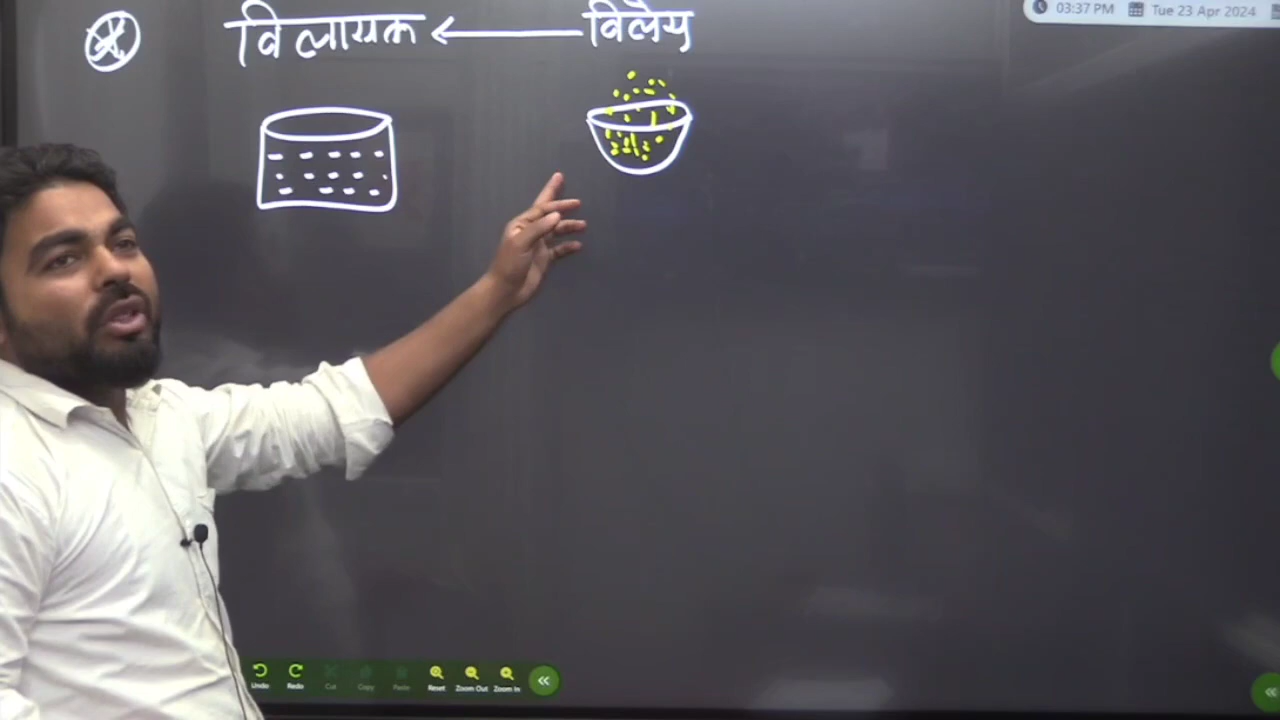 03:37 PM Tue 23 Apr 2024
विलायक ← विलेय
Undo Redo Cut Copy Paste Reset Zoom Out Zoom In